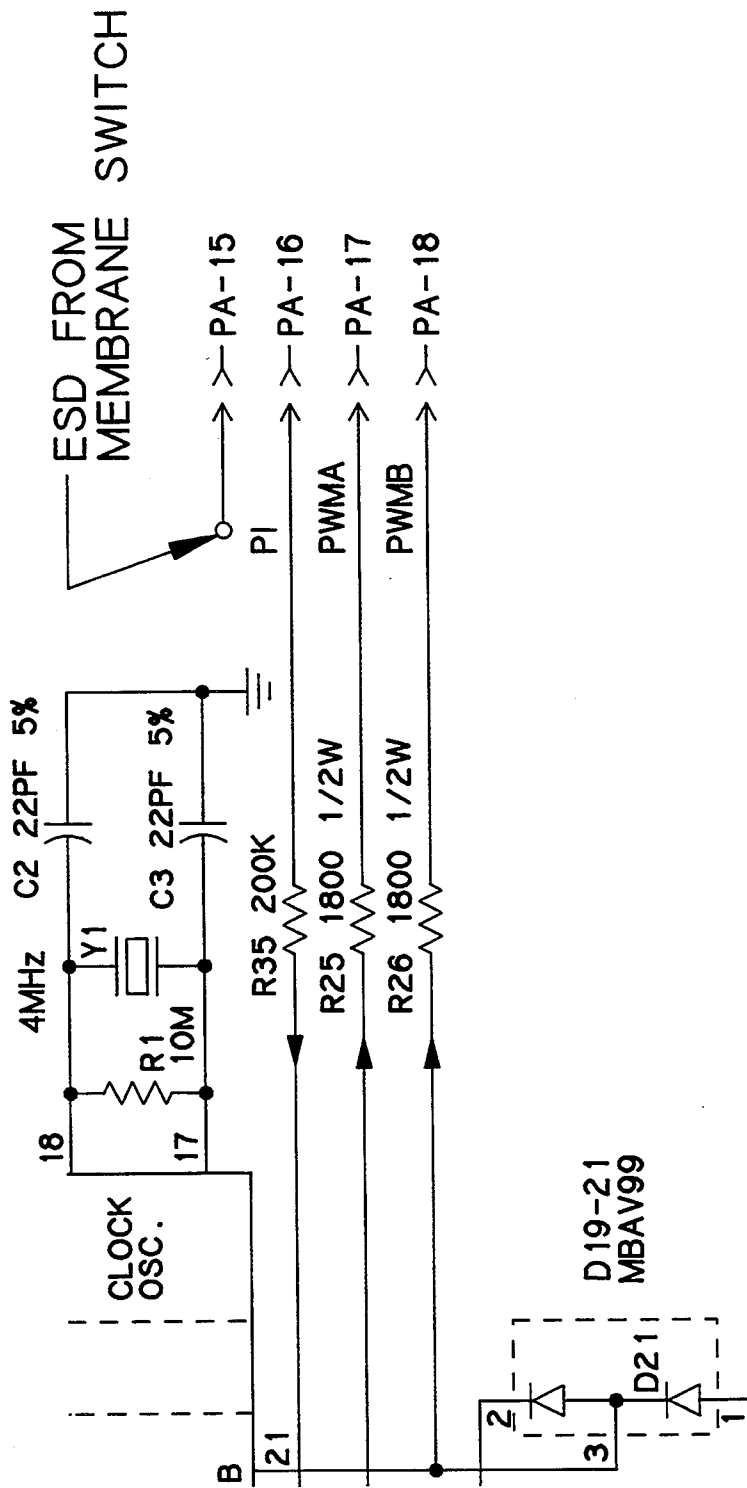 ESD FROM
MEMBRANE SWITCH
C2 22PF 5%
4MHz
Y1
C3 22PF 5%
R1
10M
18
17
CLOCK
OSC.
PA-15
PI
PA-16
R35 200K
PWMA
PA-17
R25 1800 1/2W
PWMB
PA-18
R26 1800 1/2W
B
21
D19-21
MBAV99
2
D21
3
1